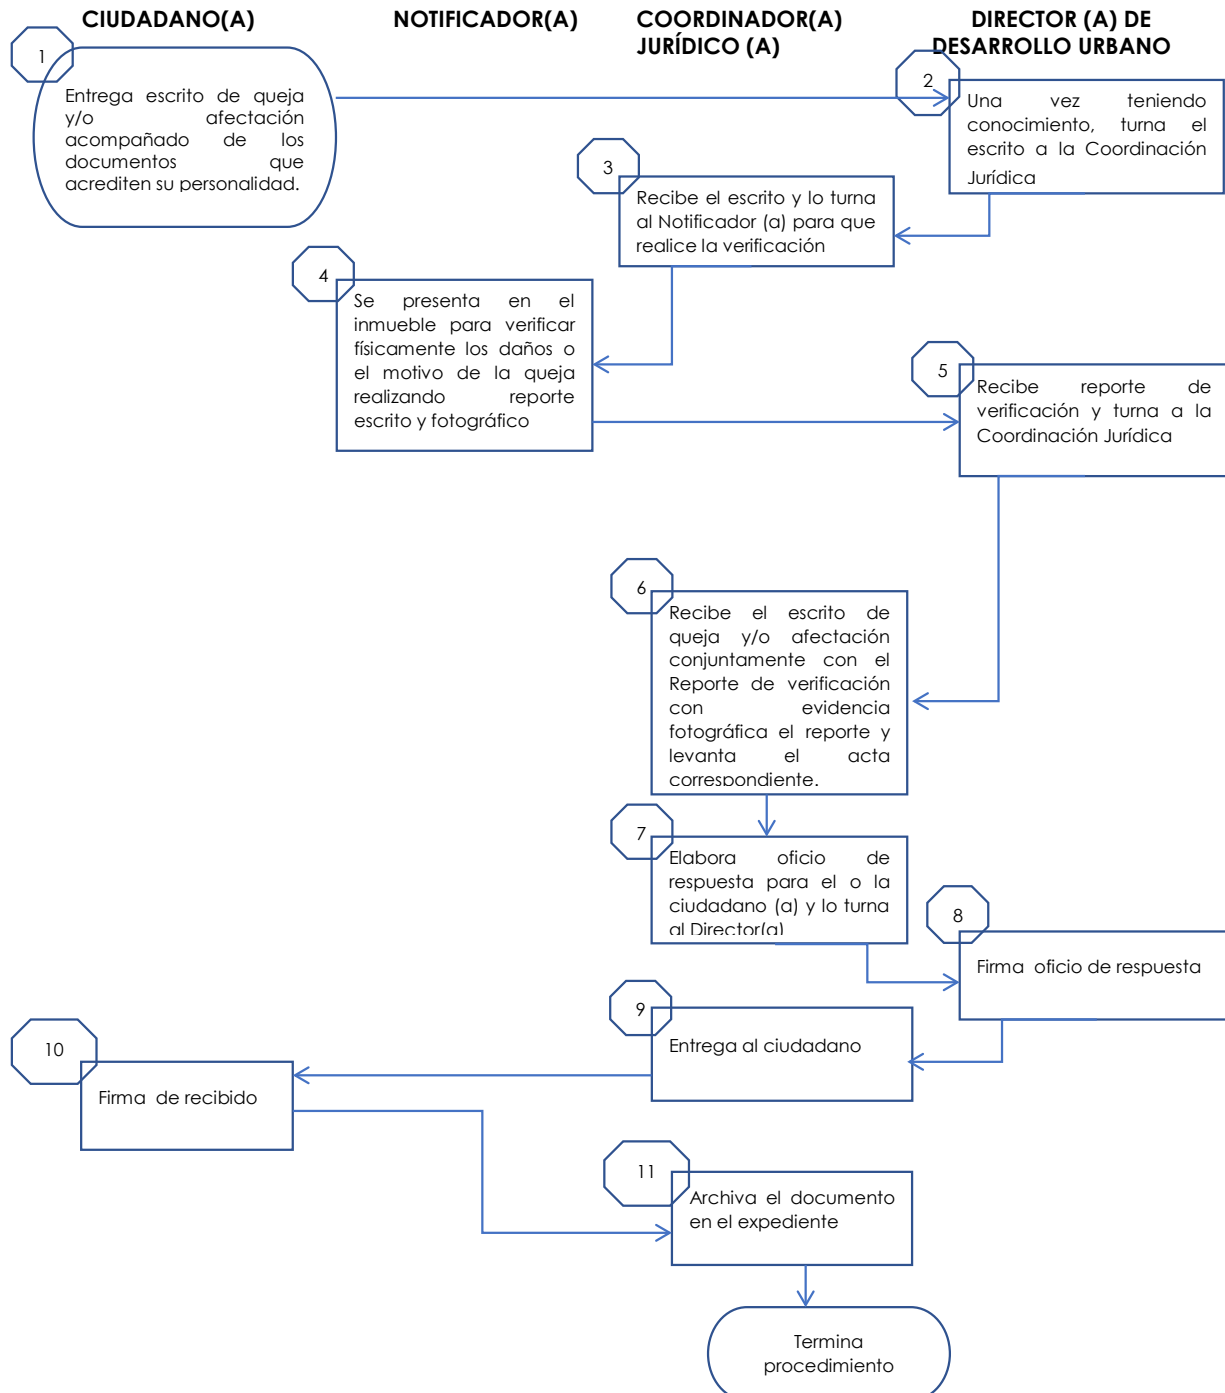 CIUDADANO(A)
NOTIFICADOR(A)
COORDINADOR(A)
JURÍDICO (A)
DIRECTOR (A) DE
DESARROLLO URBANO
1
Entrega escrito de queja
y/o afectación
acompañado de los
documentos que
acrediten su personalidad.
2
Una vez teniendo
conocimiento, turna el
escrito a la Coordinación
Jurídica
3
Recibe el escrito y lo turna
al Notificador (a) para que
realice la verificación
4
Se presenta en el
inmueble para verificar
físicamente los daños o
el motivo de la queja
realizando reporte
escrito y fotográfico
5
Recibe reporte de
verificación y turna a la
Coordinación Jurídica
6
Recibe el escrito de
queja y/o afectación
conjuntamente con el
Reporte de verificación
con evidencia
fotográfica el reporte y
levanta el acta
correspondiente.
7
Elabora oficio de
respuesta para el o la
ciudadano (a) y lo turna
al Director(a)
8
Firma oficio de respuesta
9
Entrega al ciudadano
10
Firma de recibido
11
Archiva el documento
en el expediente
Termina
procedimiento